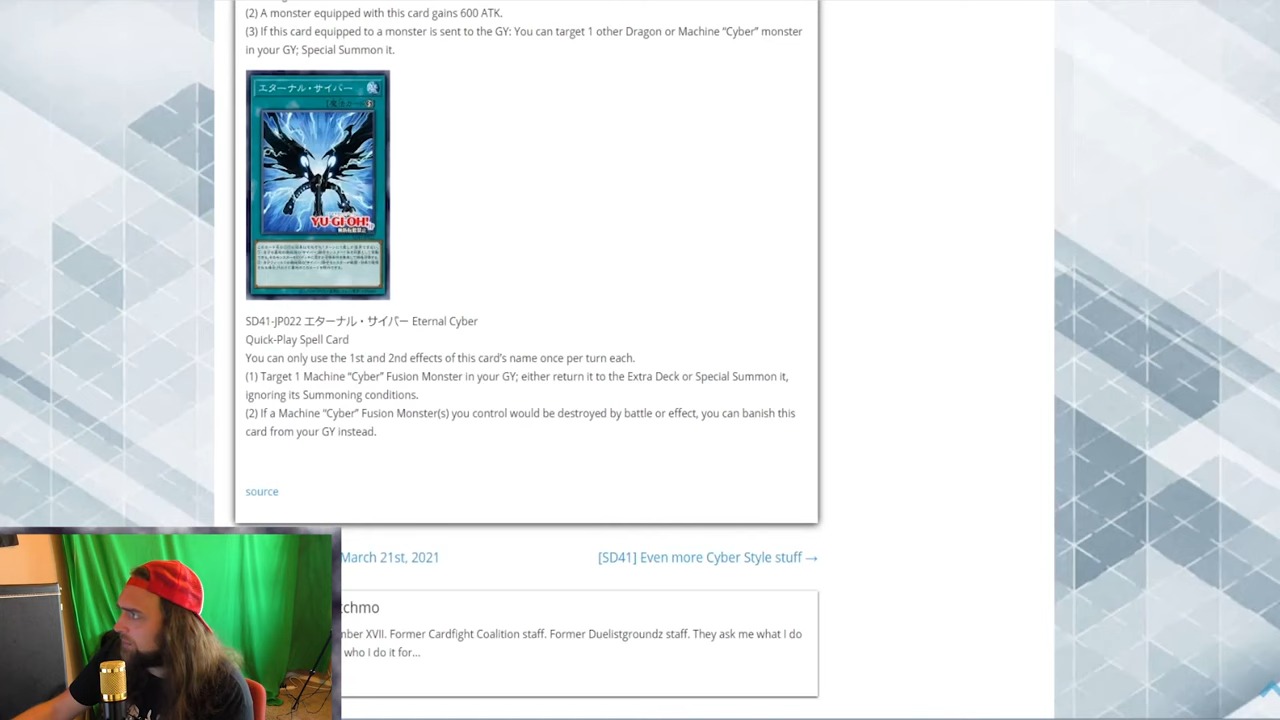 (2) A monster equipped with this card gains 600 ATK.
(3) If this card equipped to a monster is sent to the GY: You can target 1 other Dragon or Machine “Cyber” monster
in your GY; Special Summon it.
エターナル・サイバー
【魔法カード
YU-GI-OH!
SD41-JP022 エターナル・サイバー Eternal Cyber
Quick-Play Spell Card
You can only use the 1st and 2nd effects of this card’s name once per turn each.
(1) Target 1 Machine “Cyber” Fusion Monster in your GY; either return it to the Extra Deck or Special Summon it,
ignoring its Summoning conditions.
(2) If a Machine “Cyber” Fusion Monster(s) you control would be destroyed by battle or effect, you can banish this
card from your GY instead.
source
March 21st, 2021
[SD41] Even more Cyber Style stuff →
chmo
XVII. Former Cardfight Coalition staff. Former Duelistgroundz staff. They ask me what I do
who I do it for...